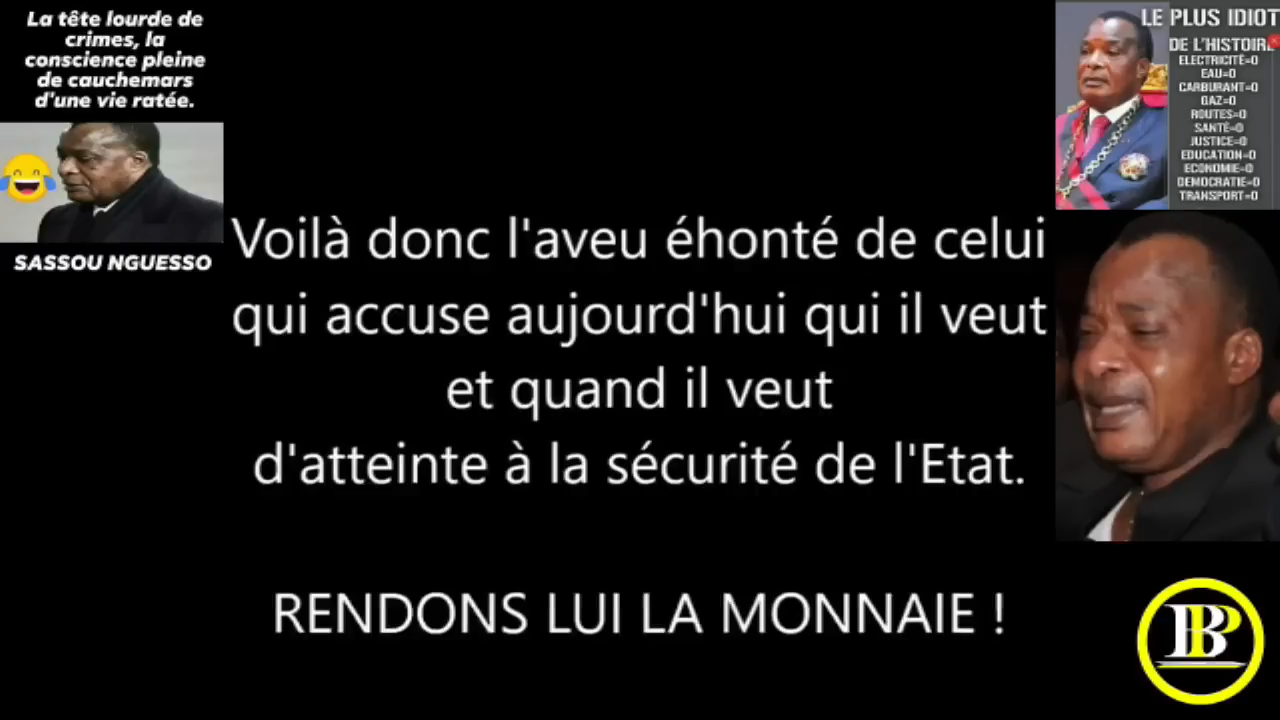 La tête lourde de
crimes, la
conscience pleine
de cauchemars
d'une vie ratée.
SASSOU NGUESSO
Voilà donc l'aveu éhonté de celui
qui accuse aujourd'hui qui il veut
et quand il veut
d'atteinte à la sécurité de l'Etat.
RENDONS LUI LA MONNAIE !
LE PLUS IDIOT
DE L'HISTOIRE
ELECTRICITÉ=0
EAU=0
CARBURANT=0
GAZ=0
ROUTES=0
SANTÉ=0
JUSTICE=0
EDUCATION=0
ECONOMIE=0
DEMOCRATIE=0
TRANSPORT=0
BP